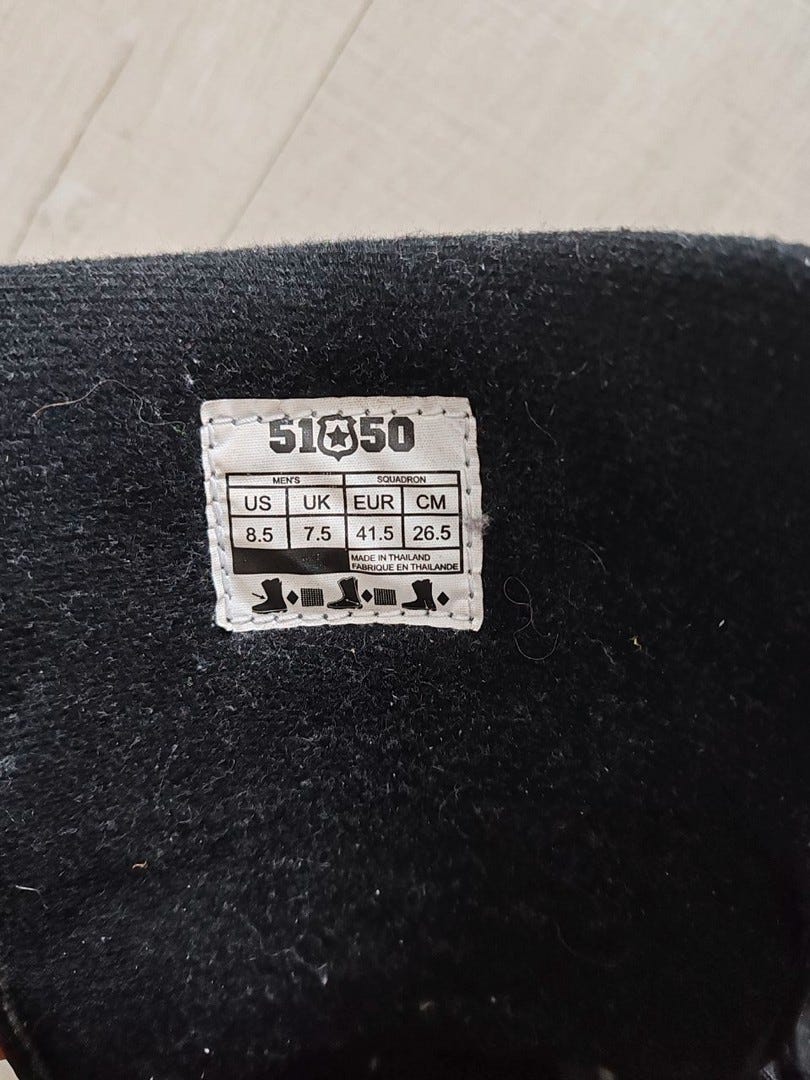 51 50
MEN'S SQUADRON
US UK EUR CM
8.5 7.5 41.5 26.5
MADE IN THAILAND
FABRIQUE EN THAILANDE